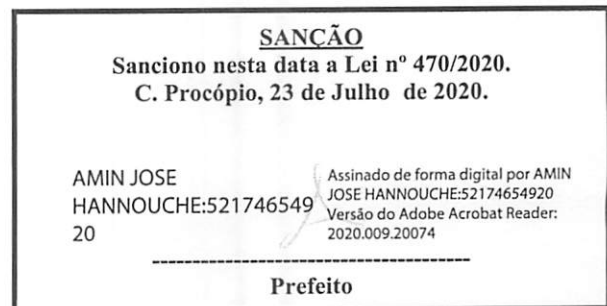 SANÇÃO
Sanciono nesta data a Lei nº 470/2020.
C. Procópio, 23 de Julho de 2020.
AMIN JOSE
HANNOUCHE:521746549
20
Assinado de forma digital por AMIN
JOSE HANNOUCHE:52174654920
Versão do Adobe Acrobat Reader:
2020.009.20074
------------------------------------
Prefeito